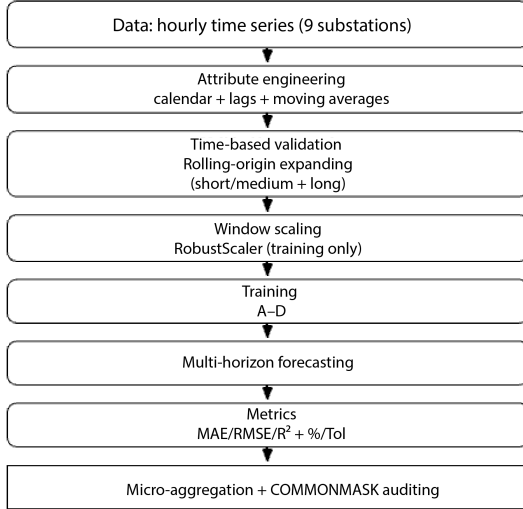 Data: hourly time series (9 substations)
Attribute engineering
calendar + lags + moving averages
Time-based validation
Rolling-origin expanding
(short/medium + long)
Window scaling
RobustScaler (training only)
Training
A–D
Multi-horizon forecasting
Metrics
MAE/RMSE/R² + %/Tol
Micro-aggregation + COMMONMASK auditing